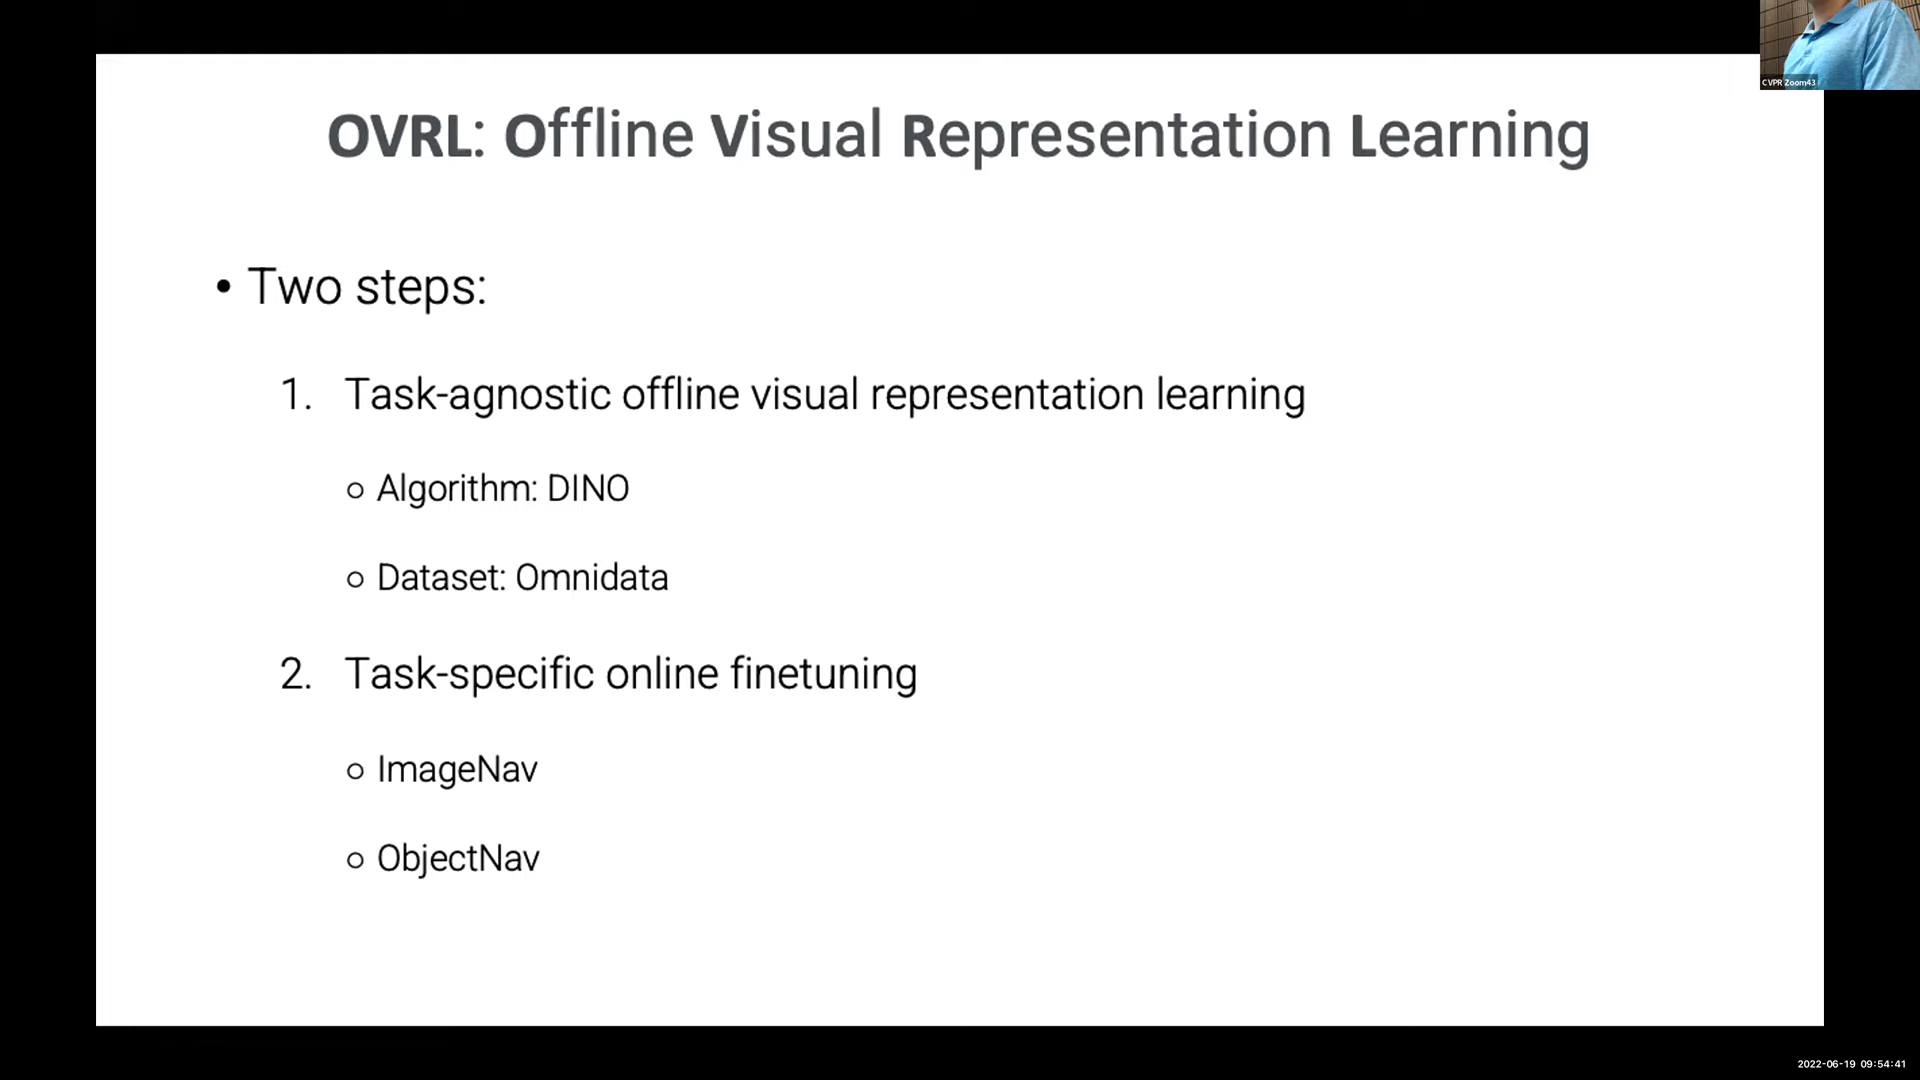 CVPR Zoom43
OVRL: Offline Visual Representation Learning
• Two steps:
1. Task-agnostic offline visual representation learning
○ Algorithm: DINO
○ Dataset: Omnidata
2. Task-specific online finetuning
○ ImageNav
○ ObjectNav
2022-06-19 09:54:41